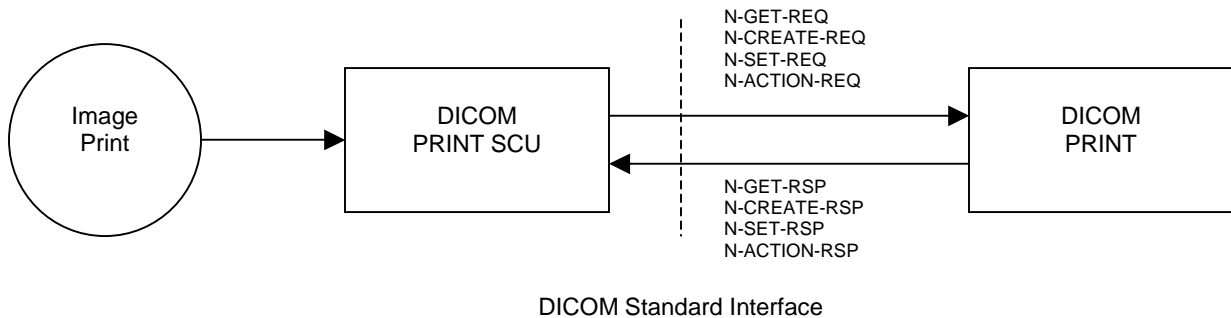 N-GET-REQ
N-CREATE-REQ
N-SET-REQ
N-ACTION-REQ
Image
Print
DICOM
PRINT SCU
DICOM
PRINT
N-GET-RSP
N-CREATE-RSP
N-SET-RSP
N-ACTION-RSP
DICOM Standard Interface